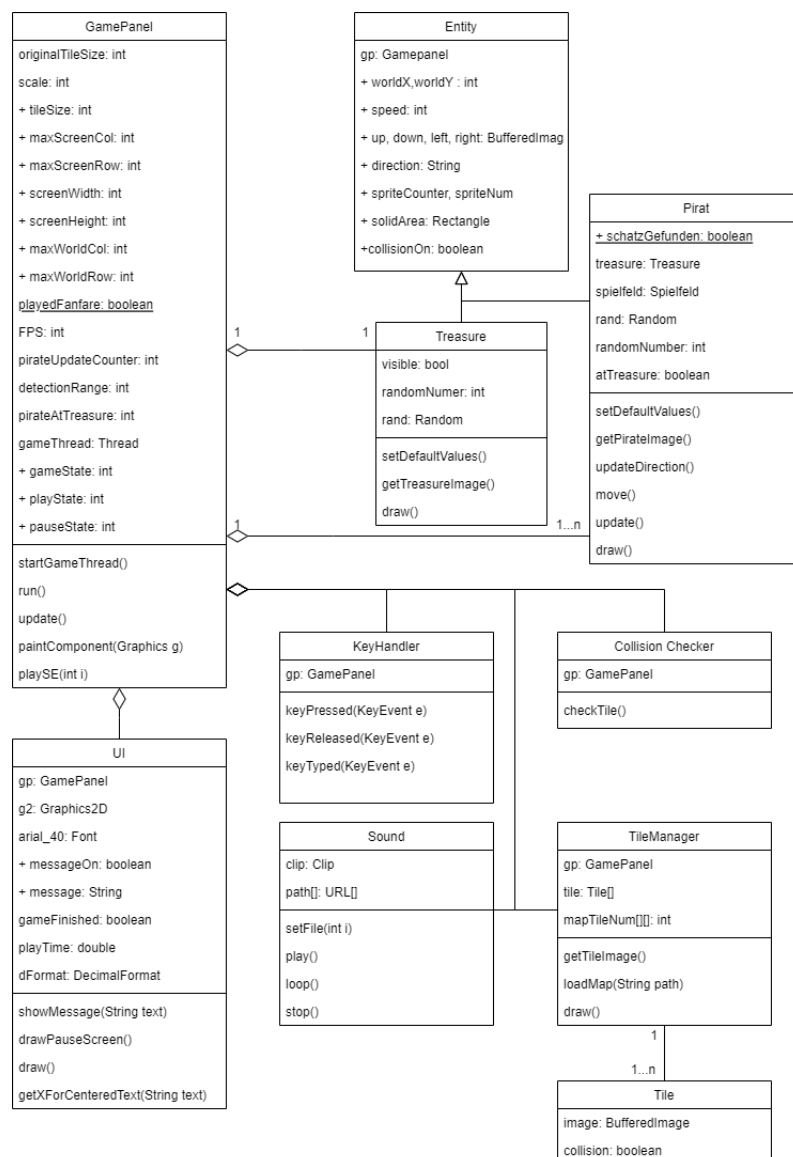 GamePanel
originalTileSize: int
scale: int
+ tileSize: int
+ maxScreenCol: int
+ maxScreenRow: int
+ screenWidth: int
+ screenHeight: int
+ maxWorldCol: int
+ maxWorldRow: int
playedFanfare: boolean
FPS: int
pirateUpdateCounter: int
detectionRange: int
pirateAtTreasure: int
gameThread: Thread
+ gameState: int
+ playState: int
+ pauseState: int
startGameThread()
run()
update()
paintComponent(Graphics g)
playSE(int i)
Entity
gp: Gamepanel
+ worldX,worldY : int
+ speed: int
+ up, down, left, right: BufferedImag
+ direction: String
+ spriteCounter, spriteNum
+ solidArea: Rectangle
+collisionOn: boolean
Pirat
+ schatzGefunden: boolean
treasure: Treasure
spielfeld: Spielfeld
rand: Random
randomNumber: int
atTreasure: boolean
setDefaultValues()
getPirateImage()
updateDirection()
move()
update()
draw()
1
1
Treasure
visible: bool
randomNumer: int
rand: Random
setDefaultValues()
getTreasureImage()
draw()
1
1...n
KeyHandler
gp: GamePanel
keyPressed(KeyEvent e)
keyReleased(KeyEvent e)
keyTyped(KeyEvent e)
Collision Checker
gp: GamePanel
checkTile()
UI
gp: GamePanel
g2: Graphics2D
arial_40: Font
+ messageOn: boolean
+ message: String
gameFinished: boolean
playTime: double
dFormat: DecimalFormat
showMessage(String text)
drawPauseScreen()
draw()
getXForCenteredText(String text)
Sound
clip: Clip
path[]: URL[]
setFile(int i)
play()
loop()
stop()
TileManager
gp: GamePanel
tile: Tile[]
mapTileNum[][]: int
getTileImage()
loadMap(String path)
draw()
1
1...n
Tile
image: BufferedImage
collision: boolean